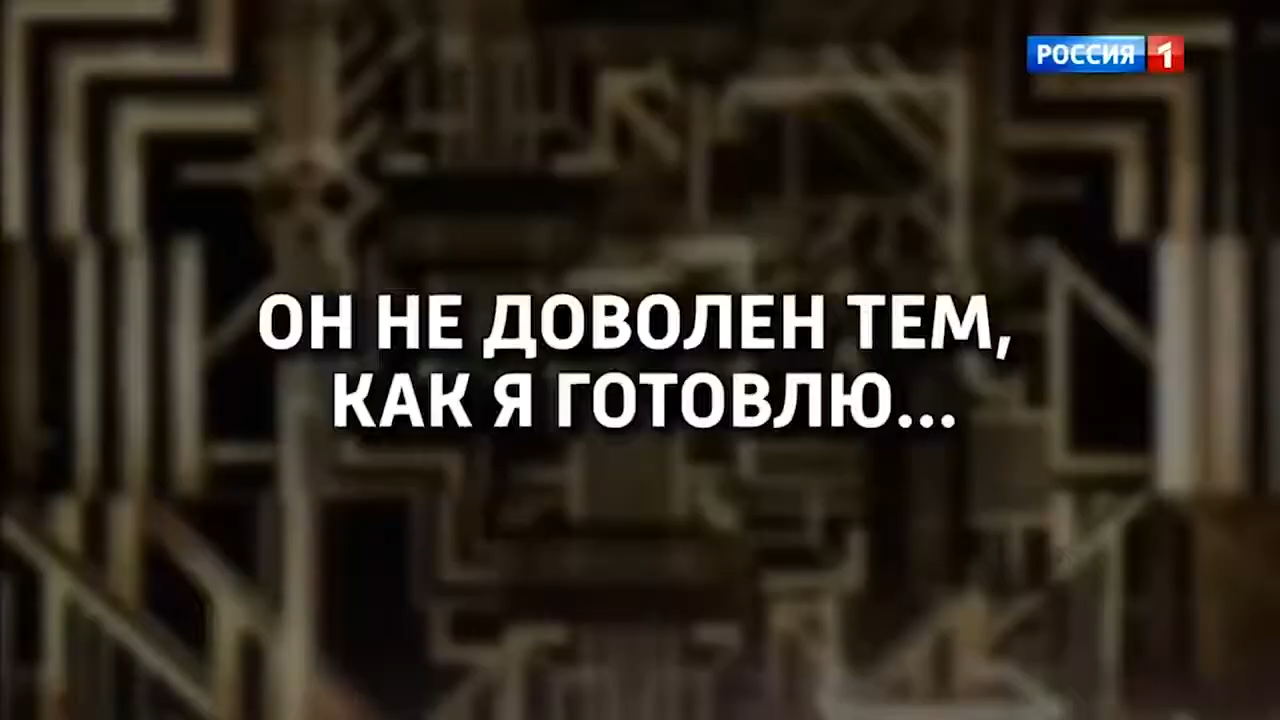 РОССИЯ 1
ОН НЕ ДОВОЛЕН ТЕМ,
КАК Я ГОТОВЛЮ...